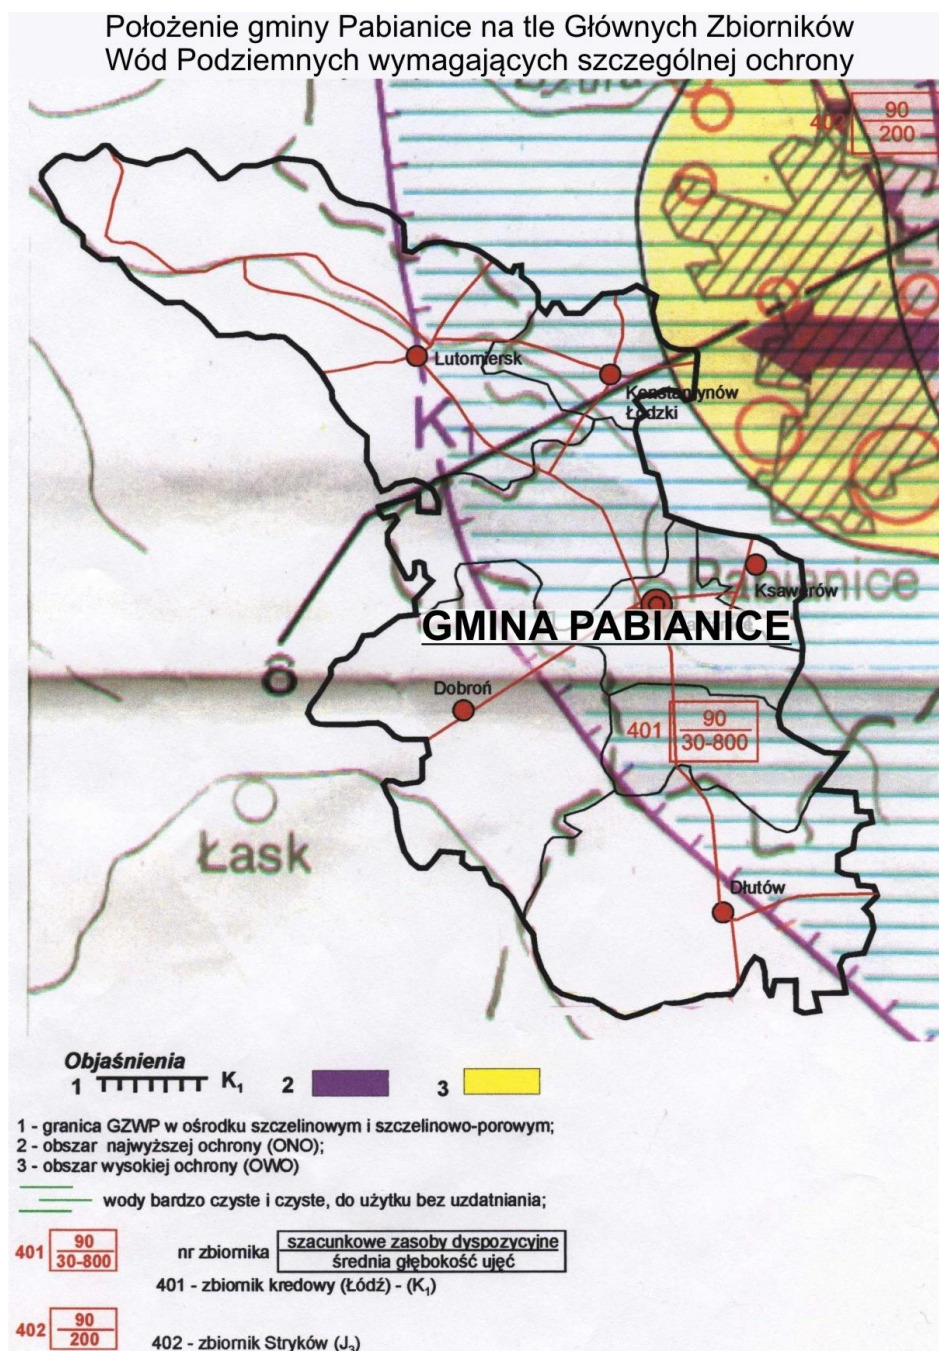 Położenie gminy Pabianice na tle Głównych Zbiorników
Wód Podziemnych wymagających szczególnej ochrony
90
402
200
Lutomiersk
Konstantynów
Łódzki
K1
Pabianice
Ksawerów
GMINA PABIANICE
Dobroń
401
90
30-800
Łask
Dłutów
Objaśnienia
1 K1 2 3
1 - granica GZWP w ośrodku szczelinowym i szczelinowo-porowym;
2 - obszar najwyższej ochrony (ONO);
3 - obszar wysokiej ochrony (OWO)
wody bardzo czyste i czyste, do użytku bez uzdatniania;
401 90 30-800 nr zbiornika szacunkowe zasoby dyspozycyjne
średnia głębokość ujęć
401 - zbiornik kredowy (Łódź) - (K1)
402 90 200 402 - zbiornik Stryków (J3)